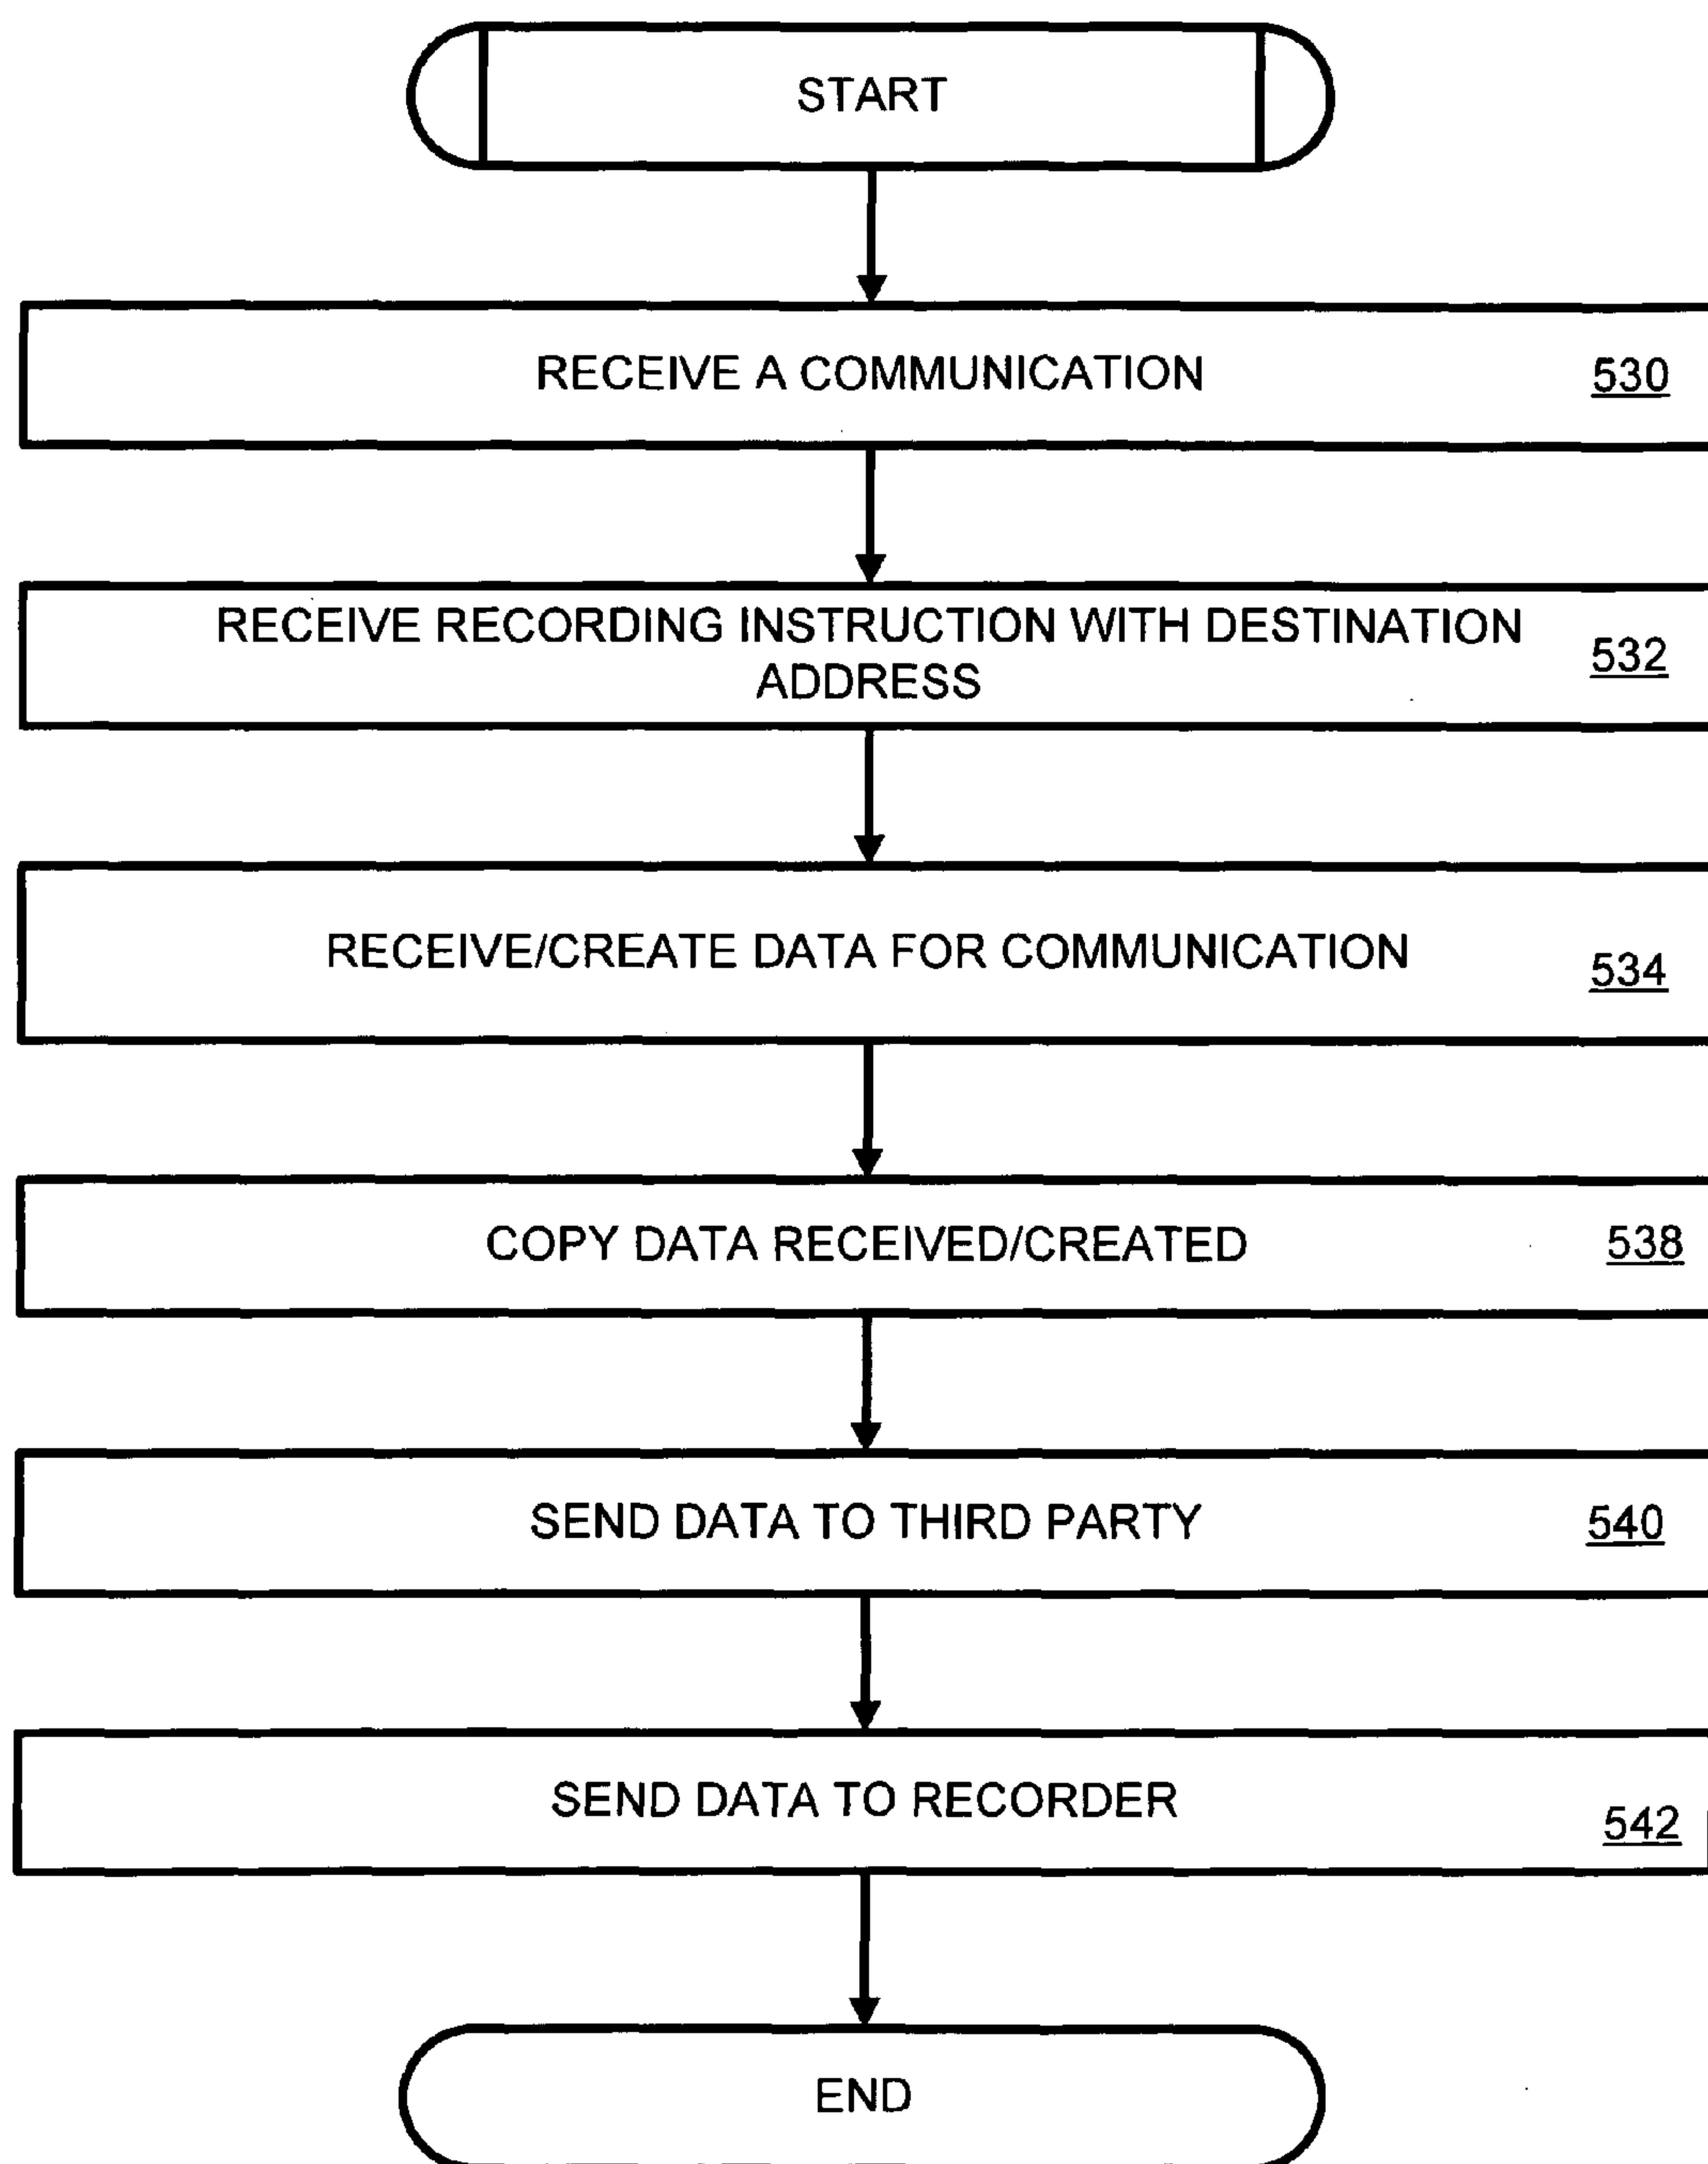 START
RECEIVE A COMMUNICATION 530
RECEIVE RECORDING INSTRUCTION WITH DESTINATION
ADDRESS 532
RECEIVE/CREATE DATA FOR COMMUNICATION 534
COPY DATA RECEIVED/CREATED 538
SEND DATA TO THIRD PARTY 540
SEND DATA TO RECORDER 542
END